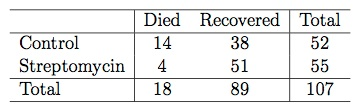 Died Recovered Total
Control 14 38 52
Streptomycin 4 51 55
Total 18 89 107